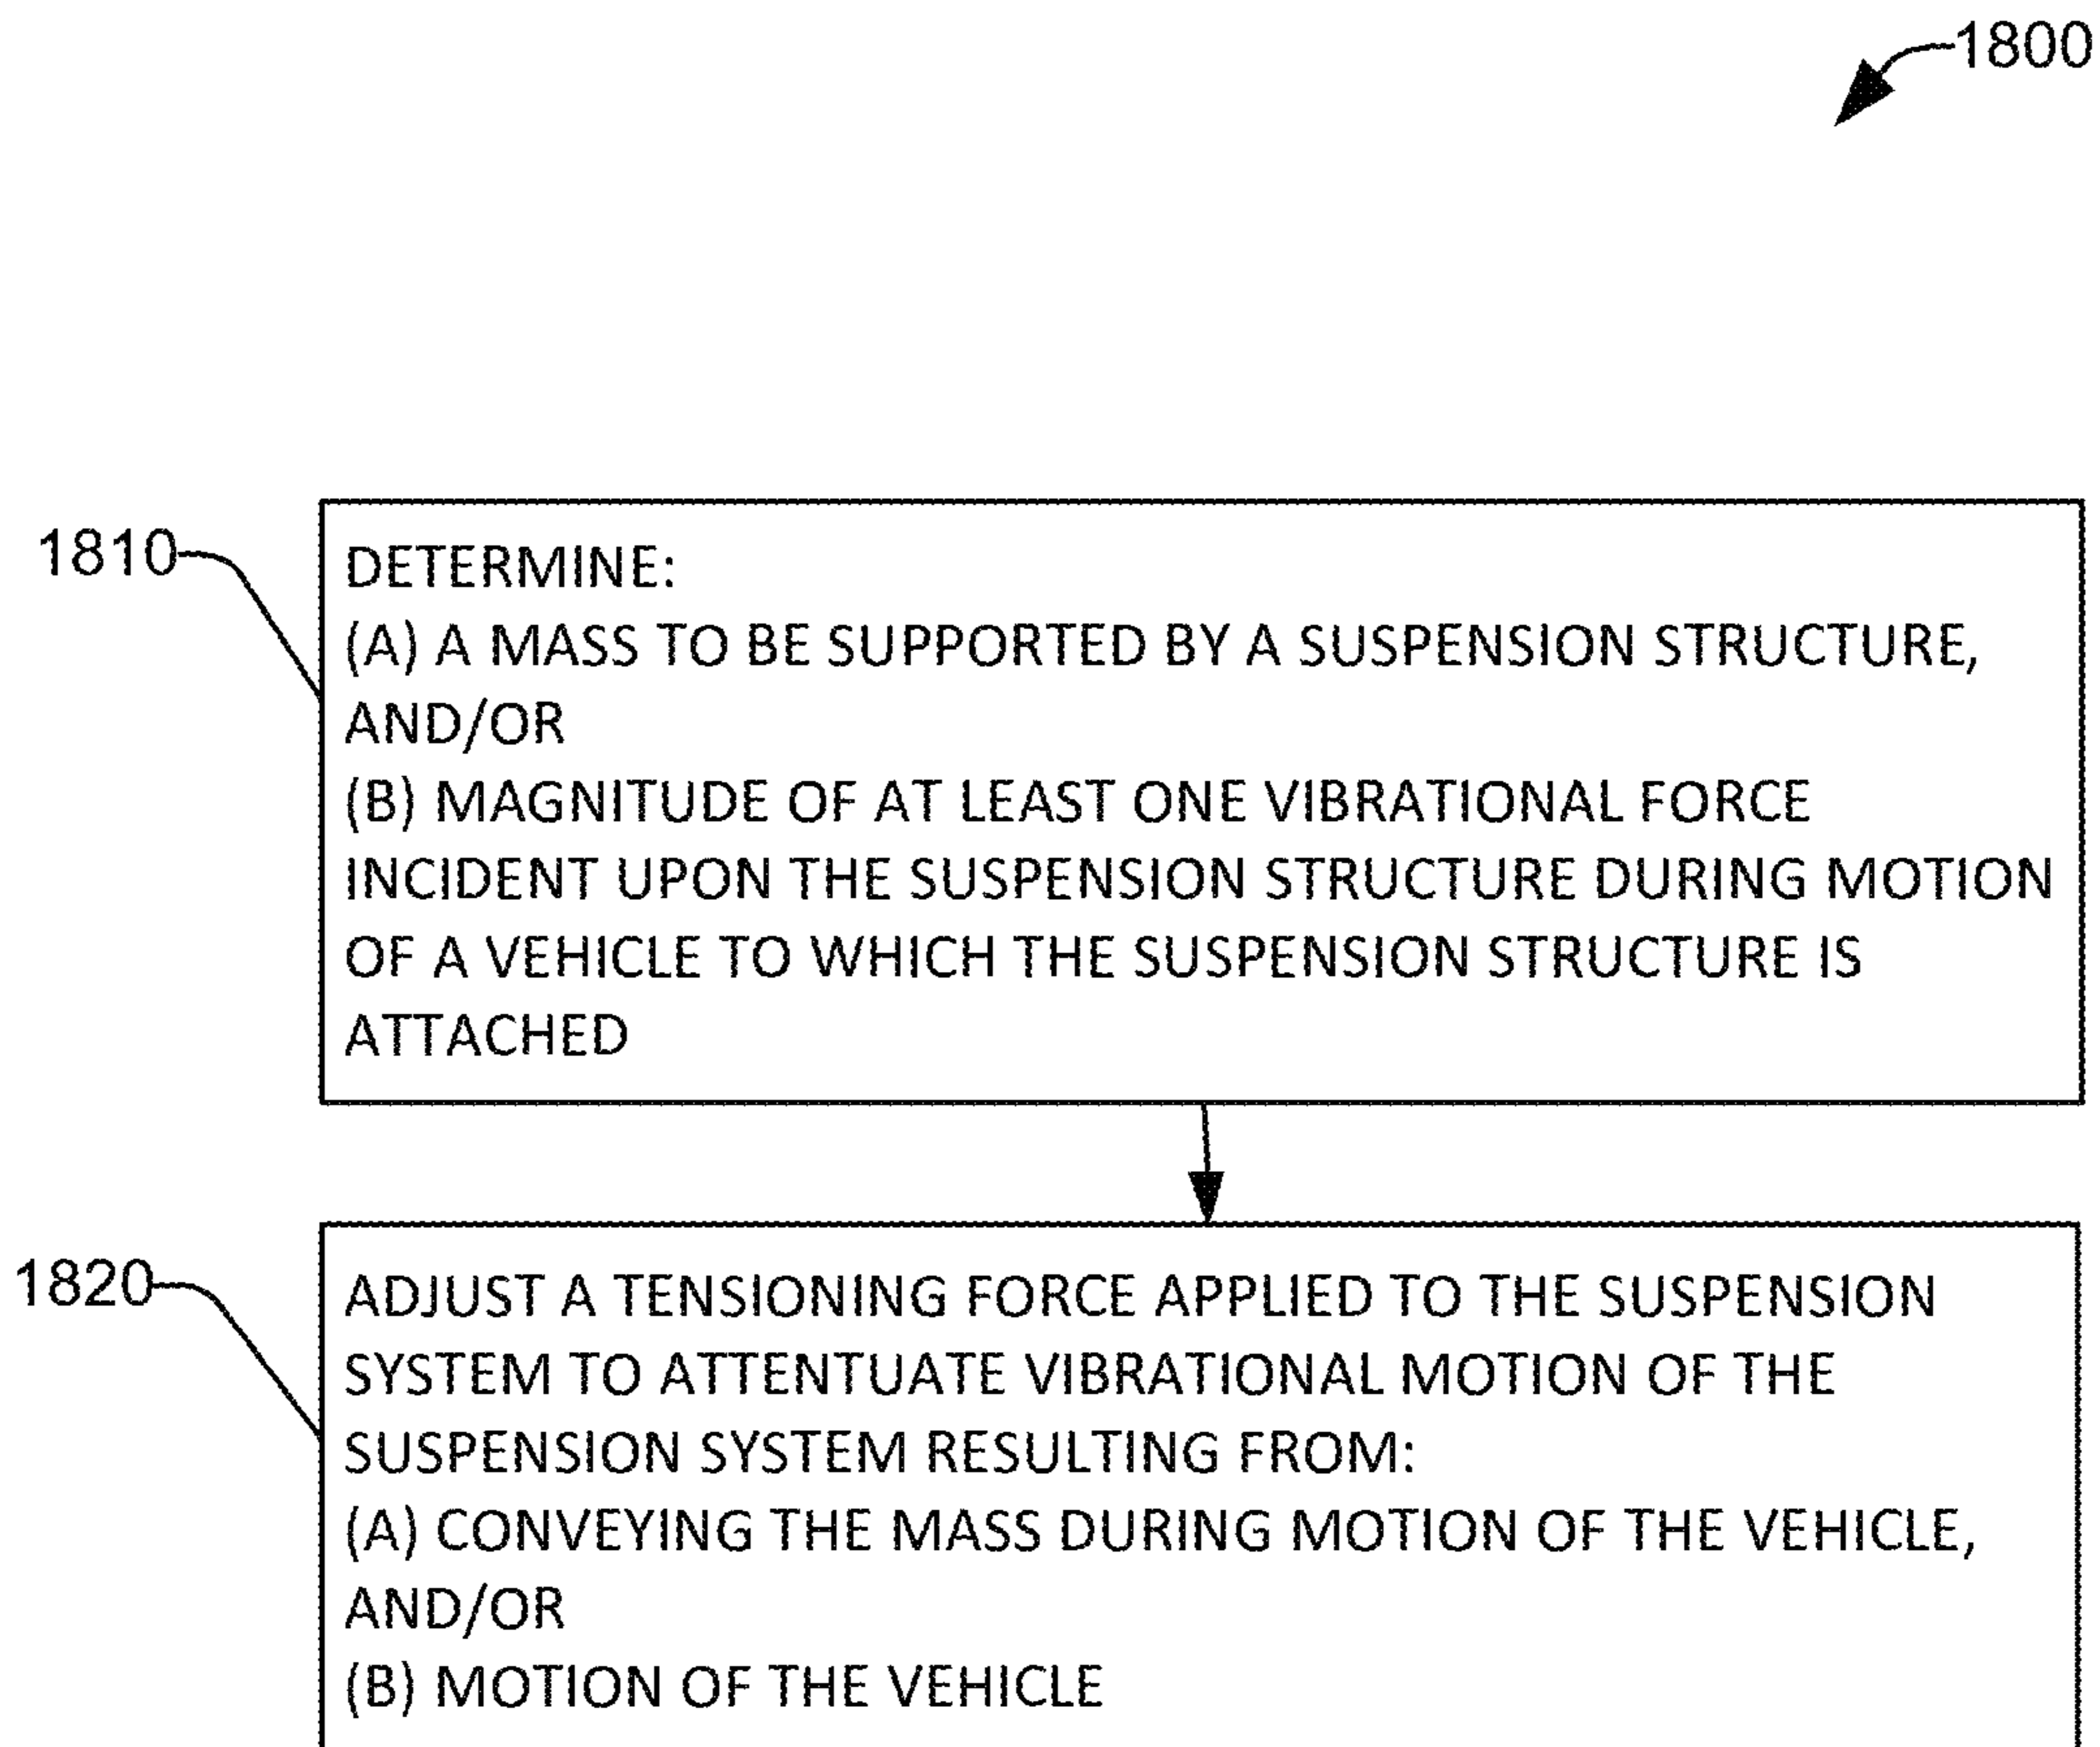 1800
1810
DETERMINE:
(A) A MASS TO BE SUPPORTED BY A SUSPENSION STRUCTURE,
AND/OR
(B) MAGNITUDE OF AT LEAST ONE VIBRATIONAL FORCE
INCIDENT UPON THE SUSPENSION STRUCTURE DURING MOTION
OF A VEHICLE TO WHICH THE SUSPENSION STRUCTURE IS
ATTACHED
1820
ADJUST A TENSIONING FORCE APPLIED TO THE SUSPENSION
SYSTEM TO ATTENTUATE VIBRATIONAL MOTION OF THE
SUSPENSION SYSTEM RESULTING FROM:
(A) CONVEYING THE MASS DURING MOTION OF THE VEHICLE,
AND/OR
(B) MOTION OF THE VEHICLE